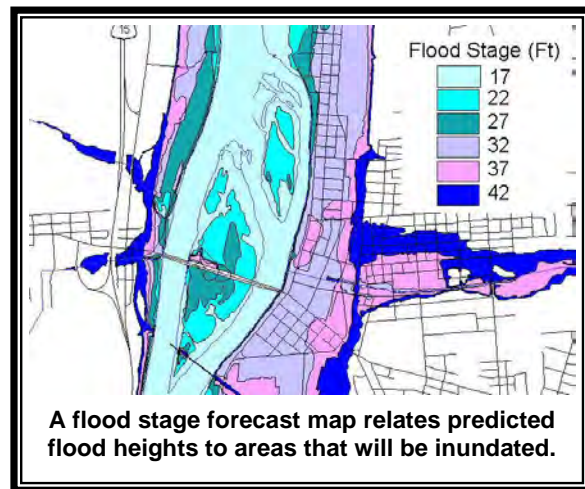 15
Flood Stage (Ft)
17
22
27
32
37
42
A flood stage forecast map relates predicted
flood heights to areas that will be inundated.